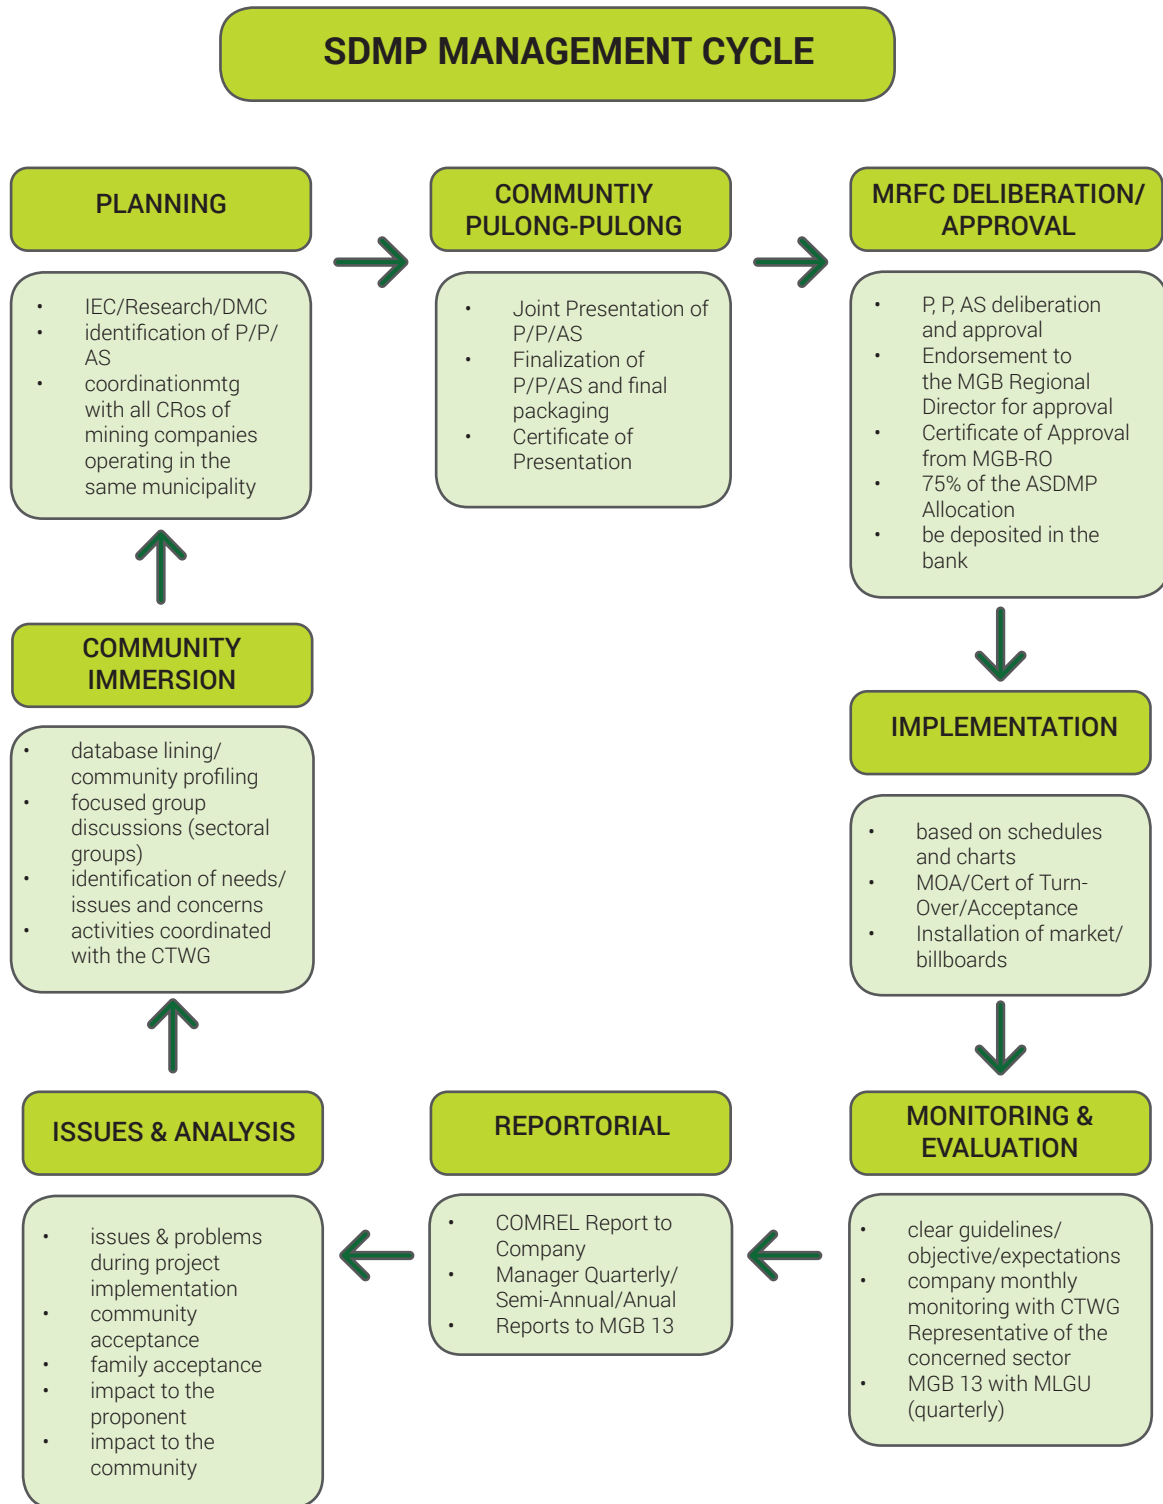 SDMP MANAGEMENT CYCLE
PLANNING
• IEC/Research/DMC
• identification of P/P/
AS
• coordinationmtg
with all CRos of
mining companies
operating in the
same municipality
COMMUNTIY
PULONG-PULONG
• Joint Presentation of
P/P/AS
• Finalization of
P/P/AS and final
packaging
• Certificate of
Presentation
MRFC DELIBERATION/
APPROVAL
• P, P, AS deliberation
and approval
• Endorsement to
the MGB Regional
Director for approval
• Certificate of Approval
from MGB-RO
• 75% of the ASDMP
Allocation
• be deposited in the
bank
IMPLEMENTATION
• based on schedules
and charts
• MOA/Cert of Turn-
Over/Acceptance
• Installation of market/
billboards
MONITORING &
EVALUATION
• clear guidelines/
objective/expectations
• company monthly
monitoring with CTWG
Representative of the
concerned sector
• MGB 13 with MLGU
(quarterly)
REPORTORIAL
• COMREL Report to
Company
• Manager Quarterly/
Semi-Annual/Anual
• Reports to MGB 13
ISSUES & ANALYSIS
• issues & problems
during project
implementation
• community
acceptance
• family acceptance
• impact to the
proponent
• impact to the
community
COMMUNITY
IMMERSION
• database lining/
community profiling
• focused group
discussions (sectoral
groups)
• identification of needs/
issues and concerns
• activities coordinated
with the CTWG